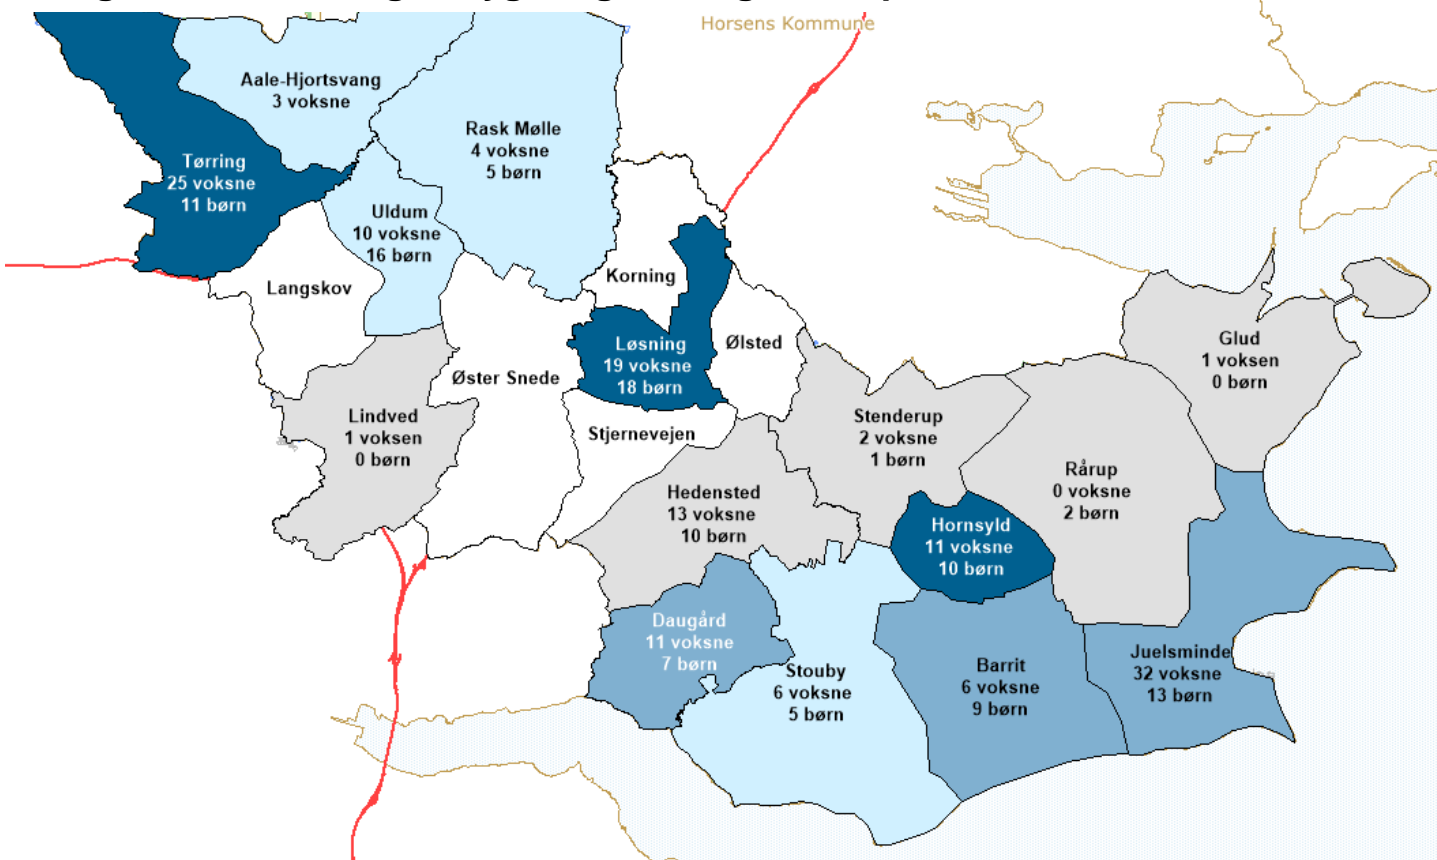 Horsens Kommune
Aale-Hjortsvang
3 voksne
Rask Mølle
4 voksne
5 børn
Tørring
25 voksne
11 børn
Uldum
10 voksne
16 børn
Langskov
Korning
Ølsted
Løsning
19 voksne
18 børn
Glud
1 voksen
0 børn
Øster Snede
Lindved
1 voksen
0 børn
Stjernevejen
Stenderup
2 voksne
1 børn
Rårup
0 voksne
2 børn
Hedensted
13 voksne
10 børn
Hornsyld
11 voksne
10 børn
Daugård
11 voksne
7 børn
Stouby
6 voksne
5 børn
Barrit
6 voksne
9 børn
Juelsminde
32 voksne
13 børn